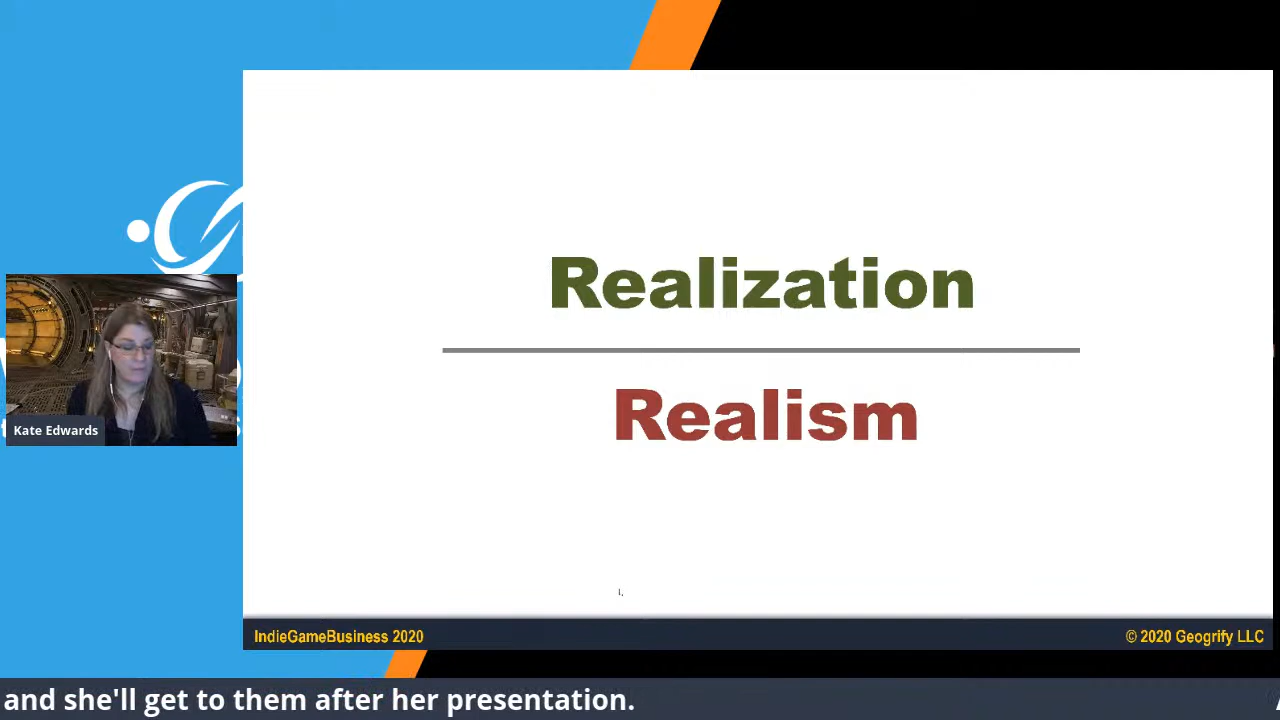 Realization
Realism
Kate Edwards
IndieGameBusiness 2020
© 2020 Geogrify LLC
and she'll get to them after her presentation.